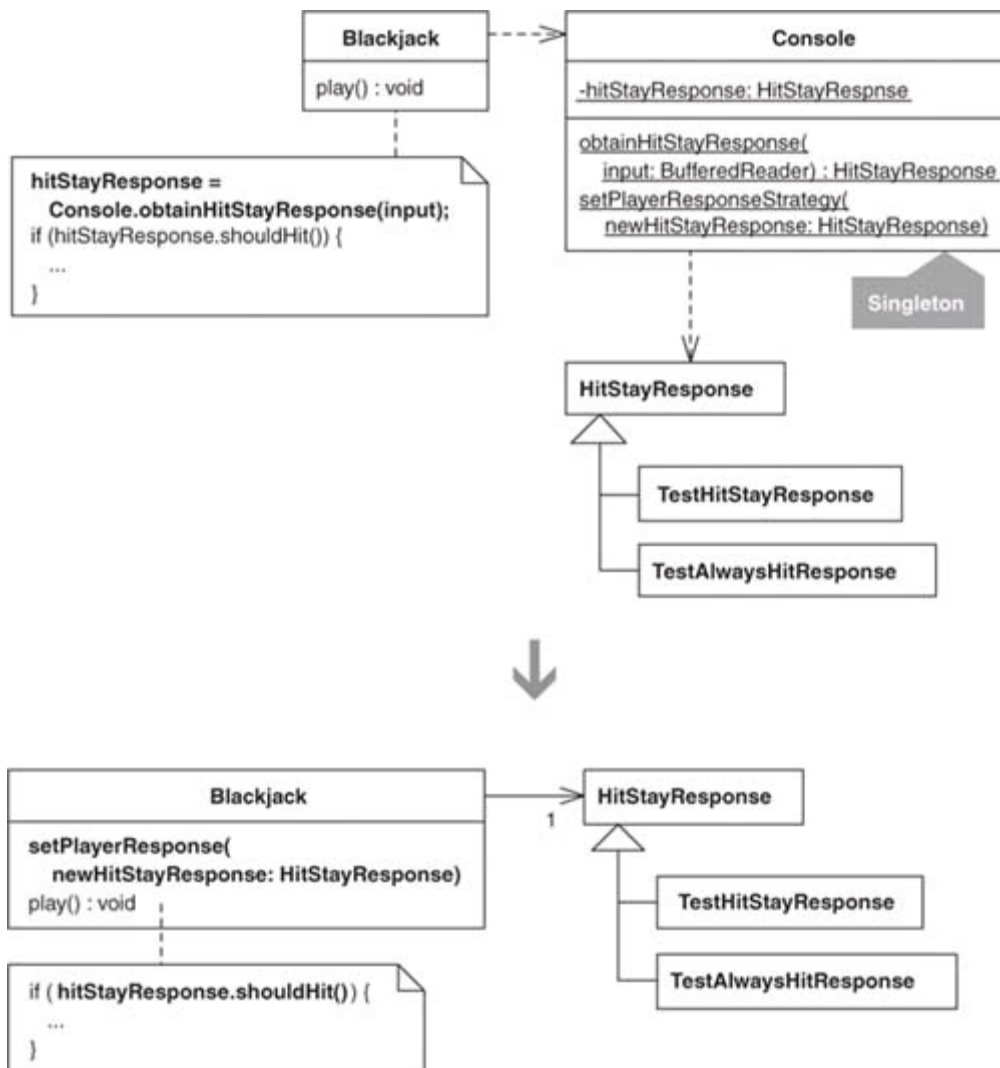 Blackjack
play() : void
hitStayResponse =
Console.obtainHitStayResponse(input);
if (hitStayResponse.shouldHit()) {
...
}
Console
-hitStayResponse: HitStayRespnse
obtainHitStayResponse(
input: BufferedReader) : HitStayResponse
setPlayerResponseStrategy(
newHitStayResponse: HitStayResponse)
Singleton
HitStayResponse
TestHitStayResponse
TestAlwaysHitResponse
Blackjack
setPlayerResponse(
newHitStayResponse: HitStayResponse)
play() : void
if ( hitStayResponse.shouldHit()) {
...
}
1
HitStayResponse
TestHitStayResponse
TestAlwaysHitResponse